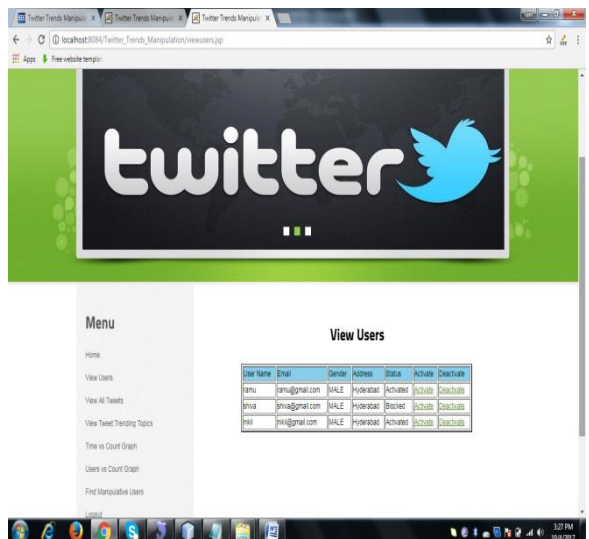 Twitter Trends Manipula
Twitter Trends Manipula
Twitter Trends Manipula
localhost:8084/Twitter_Trends_Manipulation/viewusers.jsp
Apps Free website templat
twitter
Menu
Home
View Users
View All Tweets
View Tweet Trending Topics
Time vs Count Graph
Users vs Count Graph
Find Manipulative Users
Logout
View Users
User Name Email Gender Address Status Activate Deactivate
ramu ramu@gmail.com MALE Hyderabad Activated Activate Deactivate
shiva shiva@gmail.com MALE Hyderabad Blocked Activate Deactivate
nikil nikil@gmail.com MALE Hyderabad Activated Activate Deactivate
3:27 PM